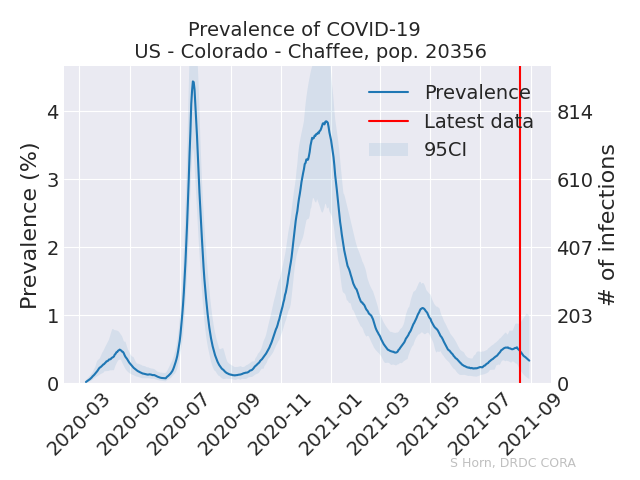 Prevalence of COVID-19
US - Colorado - Chaffee, pop. 20356
Prevalence
Latest data
95CI
Prevalence (%)
4
3
2
1
0
# of infections
814
610
407
203
0
2020-03
2020-05
2020-07
2020-09
2020-11
2021-01
2021-03
2021-05
2021-07
2021-09
S Horn, DRDC CORA